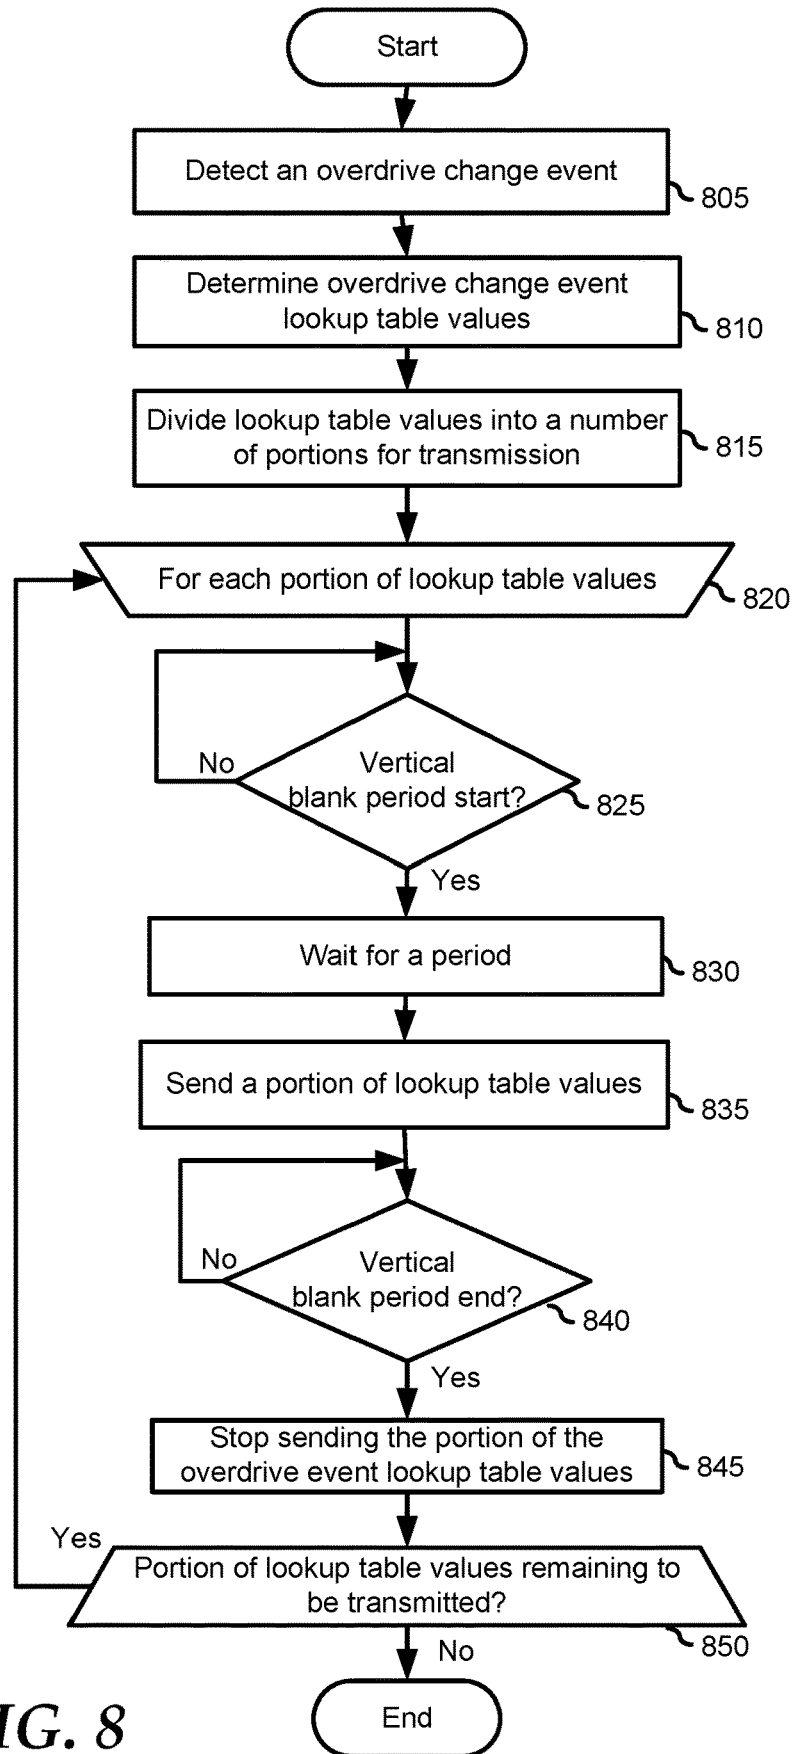 Start
Detect an overdrive change event
805
Determine overdrive change event
lookup table values
810
Divide lookup table values into a number
of portions for transmission
815
For each portion of lookup table values
820
No
Vertical
blank period start?
825
Yes
Wait for a period
830
Send a portion of lookup table values
835
No
Vertical
blank period end?
840
Yes
Stop sending the portion of the
overdrive event lookup table values
845
Yes
Portion of lookup table values remaining to
be transmitted?
850
No
End
IG. 8